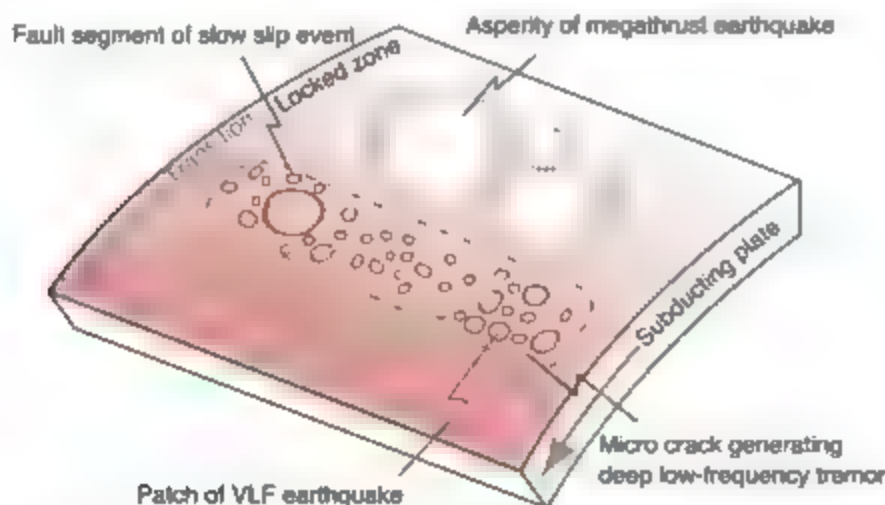 Fault segment of slow slip event
Asperity of megathrust earthquake
Locked zone
Subducting plate
Micro crack generating
deep low-frequency tremor
Patch of VLF earthquake